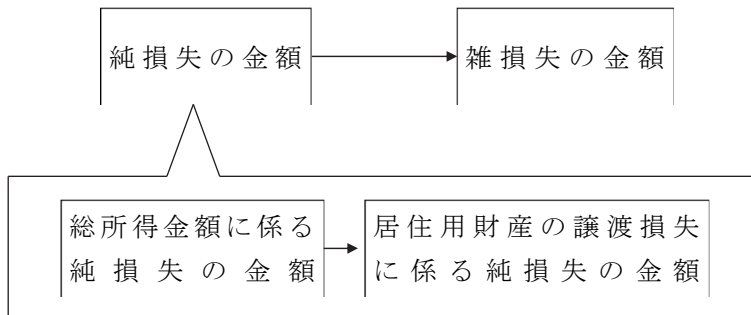 純損失の金額
雑損失の金額
総所得金額に係る
純損失の金額
居住用財産の譲渡損失
に係る純損失の金額